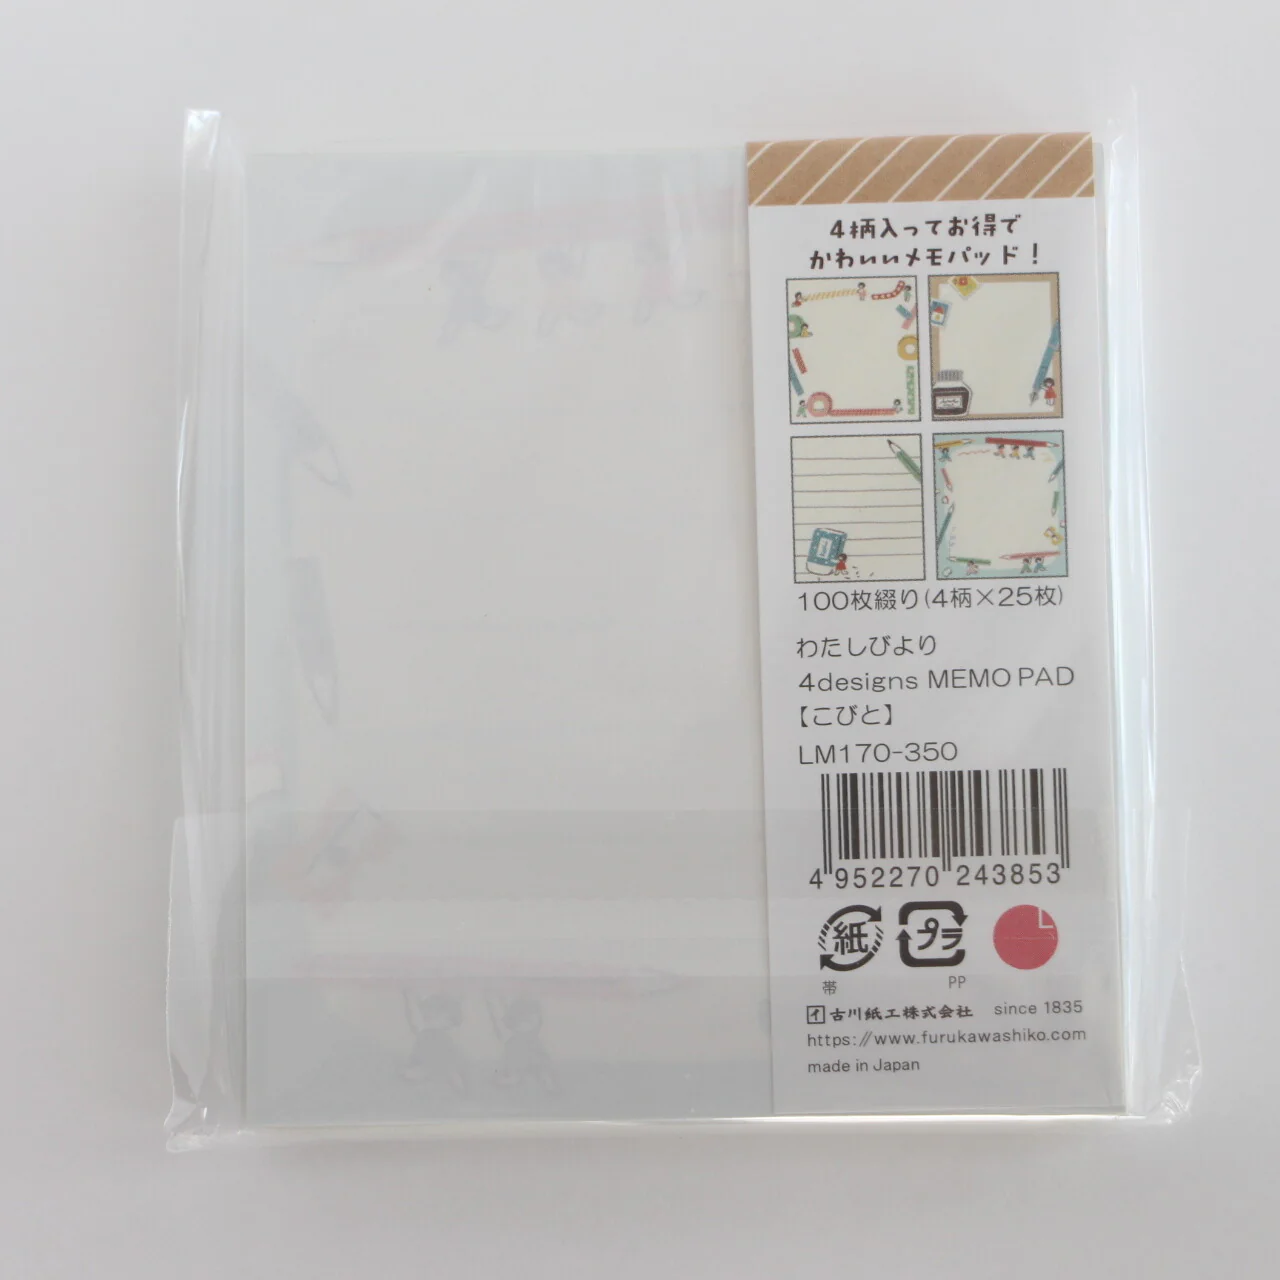 4柄入ってお得で
かわいいメモパッド!
100枚綴り(4柄×25枚)
わたしびより
4designs MEMO PAD
【こびと】
LM170-350
4 952270 243853
紙 プラ
帯 PP
古川紙工株式会社 since 1835
https://www.furukawashiko.com
made in Japan